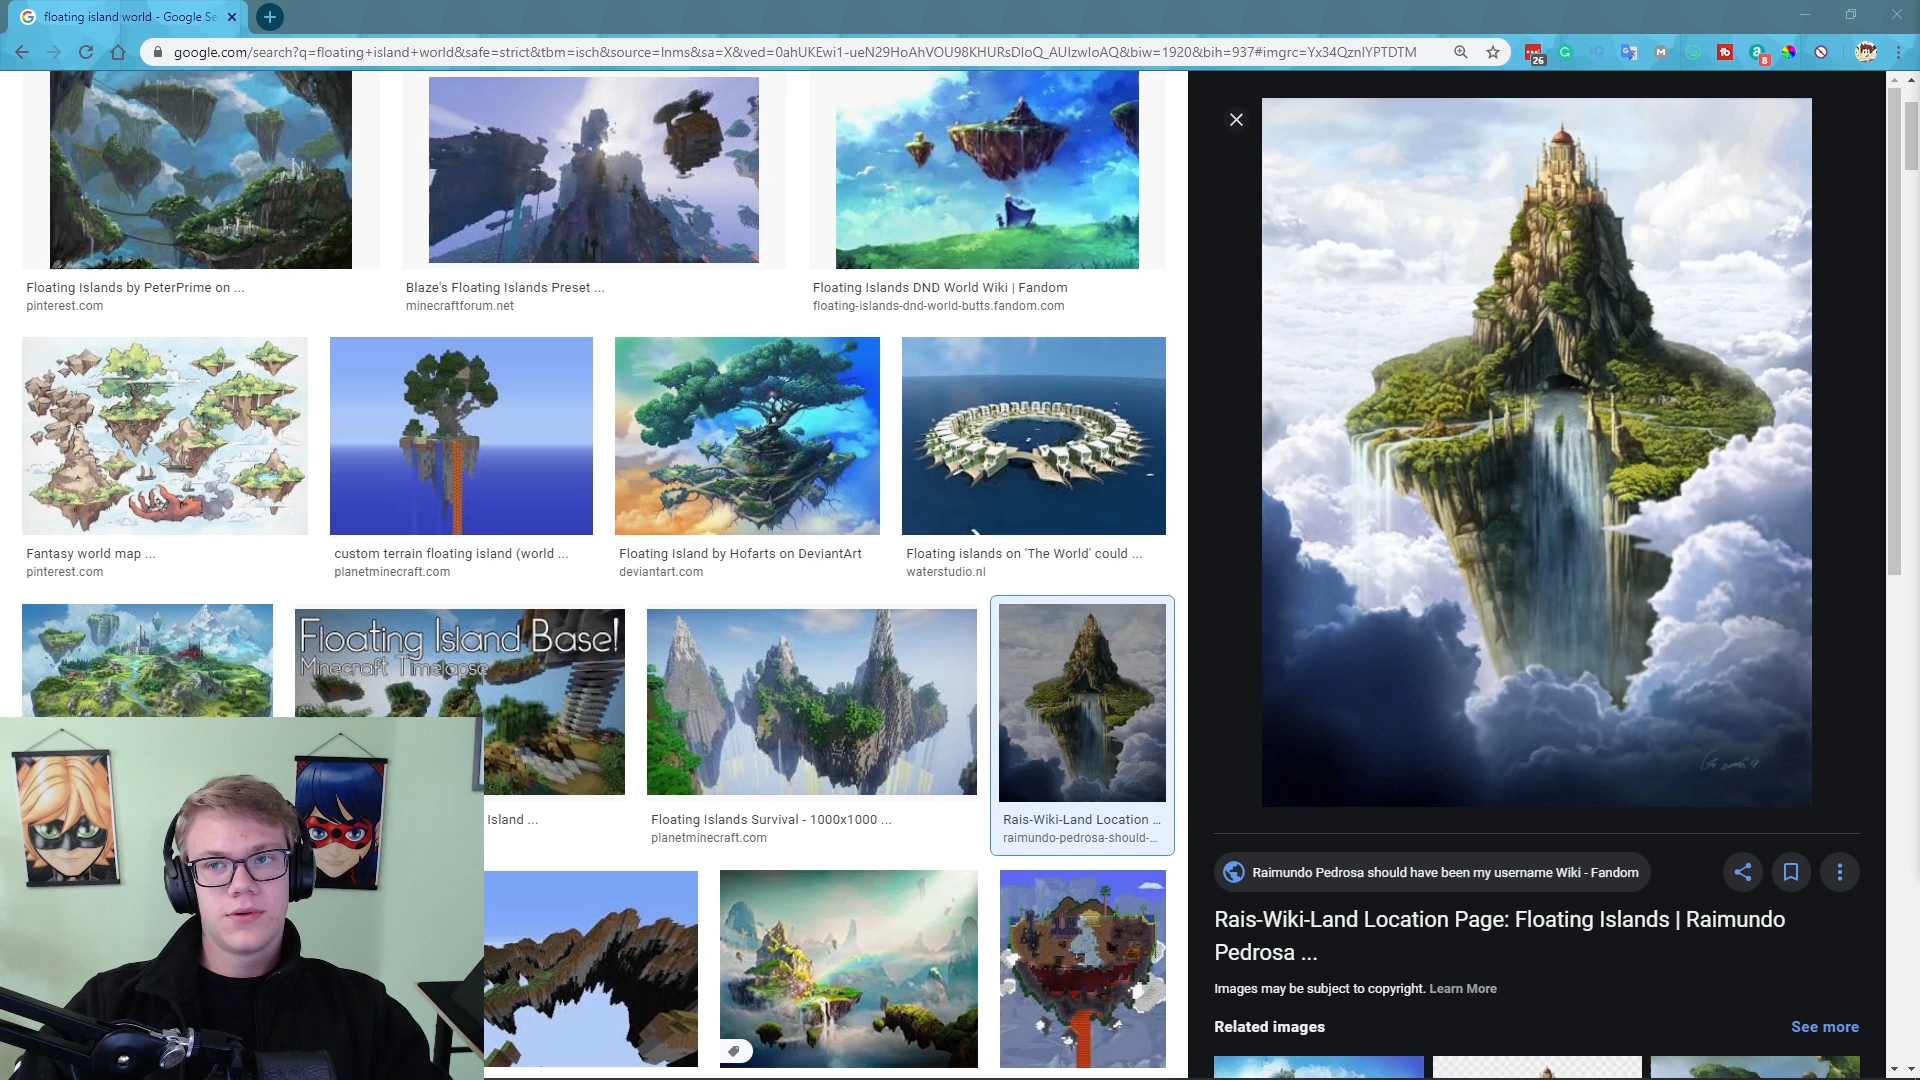 floating island world - Google Se
google.com/search?q=floating+island+world&safe=strict&tbm=isch&source=lnms&sa=X&ved=0ahUKEwi1-ueN29HoAhVOU98KHURsDIoQ_AUIzwIoAQ&biw=1920&bih=937#imgrc=Yx34QznIYPTDTM
26
8
Floating Islands by PeterPrime on ...
pinterest.com
Blaze's Floating Islands Preset ...
minecraftforum.net
Floating Islands DND World Wiki | Fandom
floating-islands-dnd-world-butts.fandom.com
Fantasy world map ...
pinterest.com
custom terrain floating island (world ...
planetminecraft.com
Floating Island by Hofarts on DeviantArt
deviantart.com
Floating islands on 'The World' could ...
waterstudio.nl
Floating Island Base!
Minecraft Timelapse
Island ...
Floating Islands Survival - 1000x1000 ...
planetminecraft.com
Rais-Wiki-Land Location ...
raimundo-pedrosa-should-...
Raimundo Pedrosa should have been my username Wiki - Fandom
Rais-Wiki-Land Location Page: Floating Islands | Raimundo
Pedrosa ...
Images may be subject to copyright. Learn More
Related images
See more